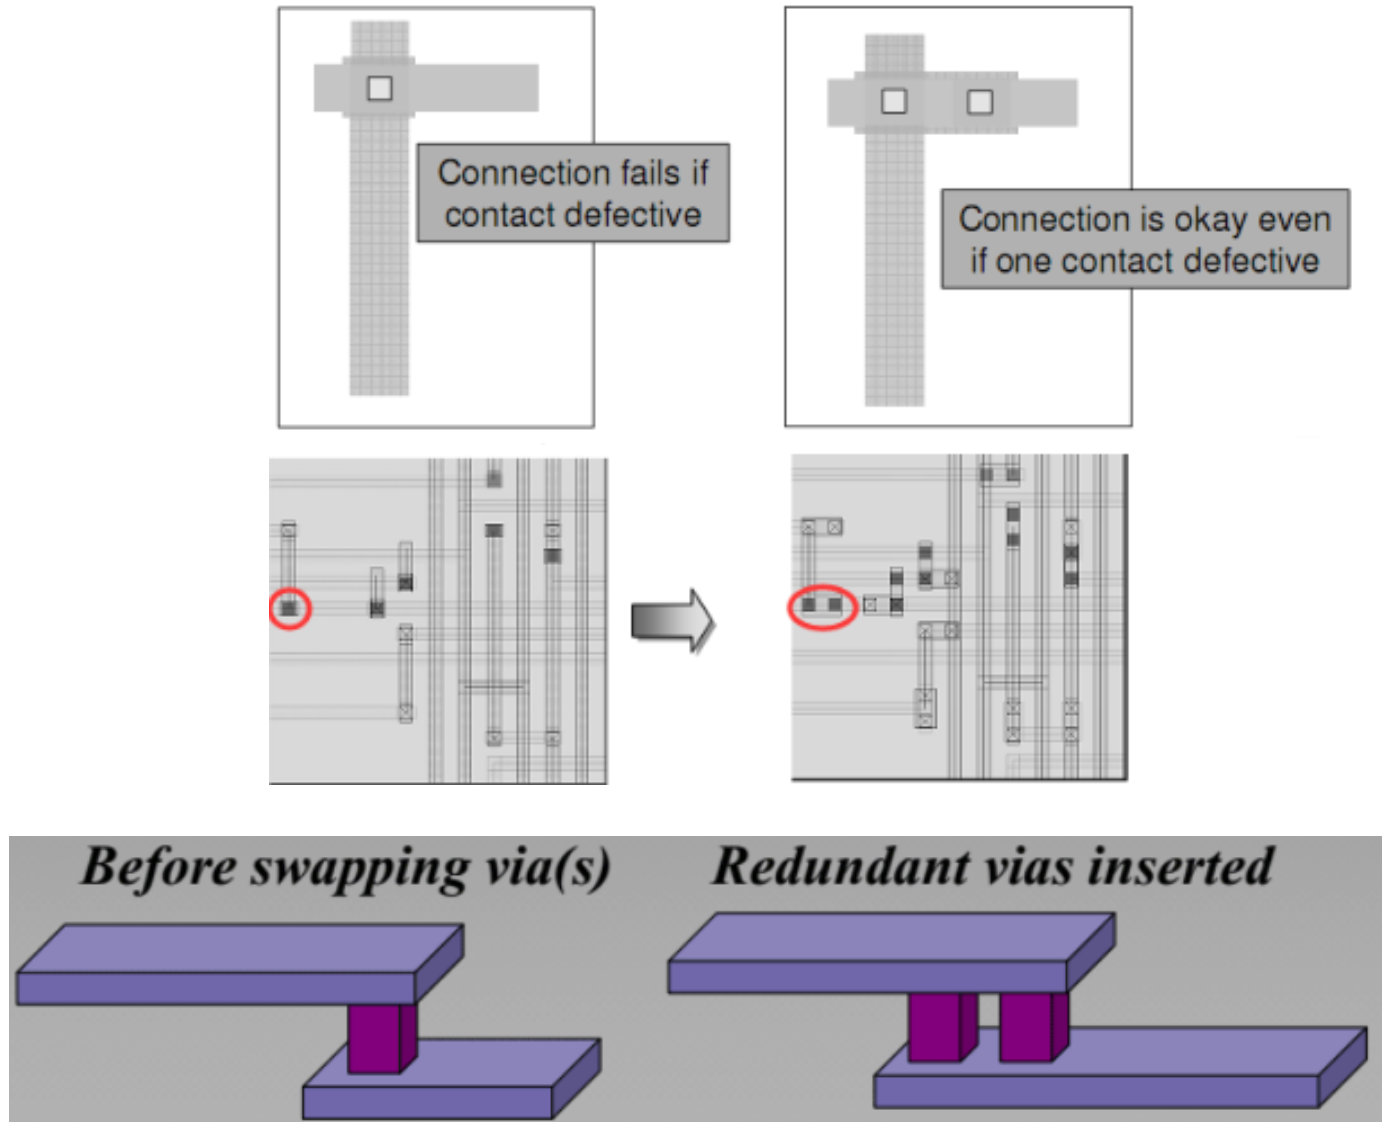 Connection fails if
contact defective
Connection is okay even
if one contact defective
Before swapping via(s)
Redundant vias inserted